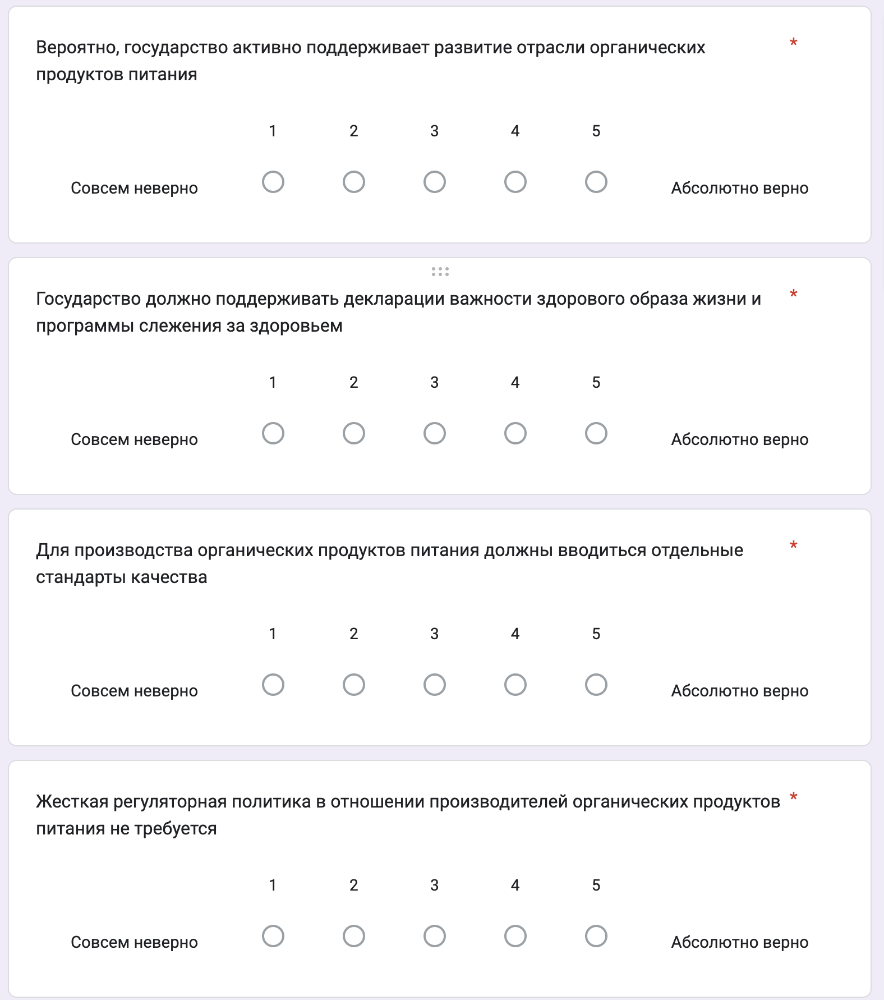 Вероятно, государство активно поддерживает развитие отрасли органических *
продуктов питания
1 2 3 4 5
Совсем неверно Абсолютно верно
Государство должно поддерживать декларации важности здорового образа жизни и *
программы слежения за здоровьем
1 2 3 4 5
Совсем неверно Абсолютно верно
Для производства органических продуктов питания должны вводиться отдельные *
стандарты качества
1 2 3 4 5
Совсем неверно Абсолютно верно
Жесткая регуляторная политика в отношении производителей органических продуктов *
питания не требуется
1 2 3 4 5
Совсем неверно Абсолютно верно